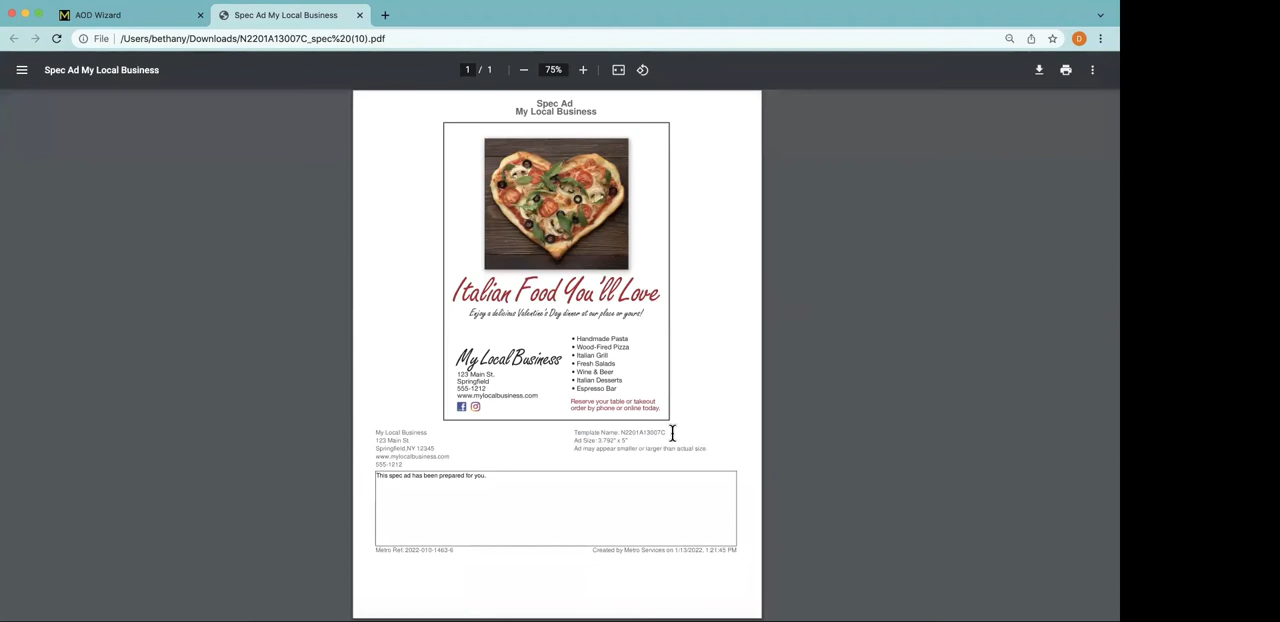 AOD Wizard
Spec Ad My Local Business
File
/Users/bethany/Downloads/N2201A13007C_spec%20(10).pdf
D
Spec Ad My Local Business
1 / 1
75%
Spec Ad
My Local Business
Italian Food You'll Love
Enjoy a delicious Valentine's Day dinner at our place or yours!
My Local Business
123 Main St.
Springfield
555-1212
www.mylocalbusiness.com
• Handmade Pasta
• Wood-Fired Pizza
• Italian Grill
• Fresh Salads
• Wine & Beer
• Italian Desserts
• Espresso Bar
Reserve your table or takeout
order by phone or online today.
My Local Business
123 Main St.
Springfield,NY 12345
www.mylocalbusiness.com
555-1212
Template Name: N2201A13007C
Ad Size: 3.792" x 5"
Ad may appear smaller or larger than actual size
This spec ad has been prepared for you.
Metro Ref: 2022-010-1463-6
Created by Metro Services on 1/13/2022, 1:21:45 PM